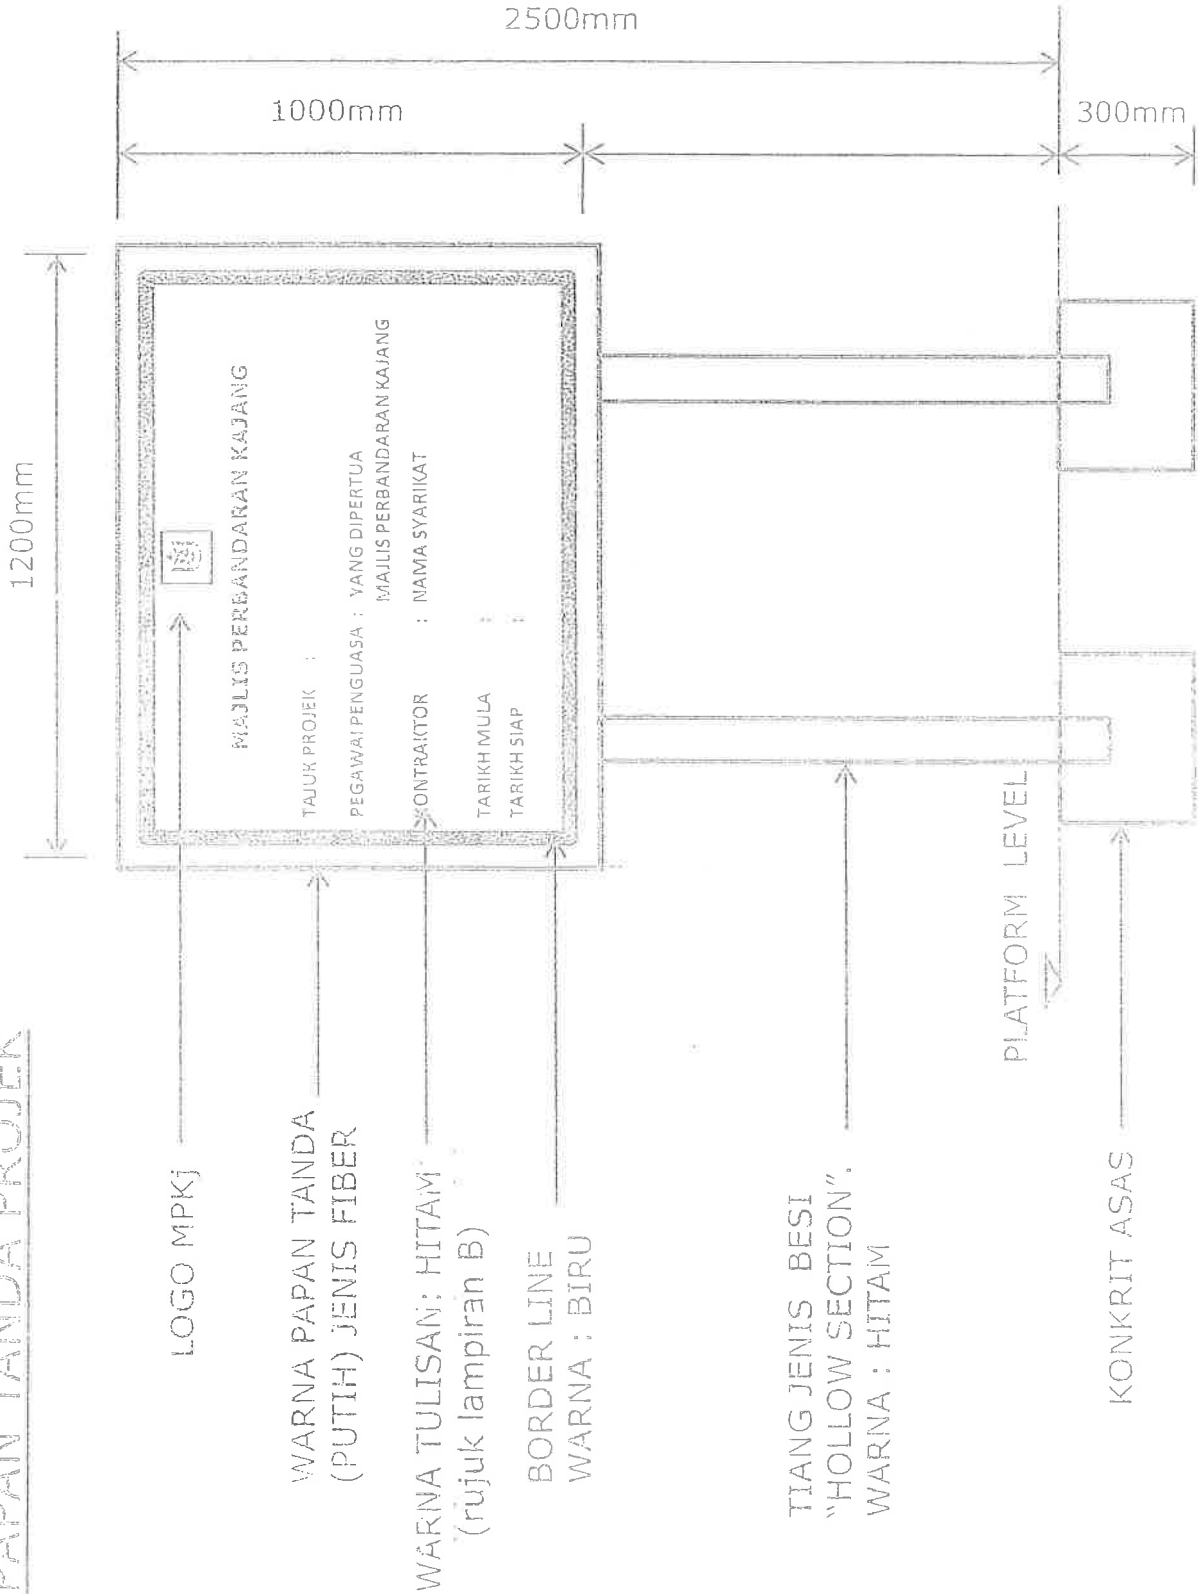 PAPAN TANDA PROJEK
LOGO MPKj
WARNA PAPAN TANDA
(PUTIH) JENIS FIBER
WARNA TULISAN: HITAM
(rujuk lampiran B)
BORDER LINE
WARNA : BIRU
TIANG JENIS BESI
“HOLLOW SECTION”.
WARNA : HITAM
PLATFORM LEVEL
KONKRIT ASAS
1200mm
MAJLIS PERBANDARAN KAJANG
TAJUK PROJEK :
PEGAWAI PENGUASA : YANG DIPERTUA
MAJLIS PERBANDARAN KAJANG
KONTRAKTOR : NAMA SYARIKAT
TARIKH MULA :
TARIKH SIAP :
2500mm
1000mm
300mm